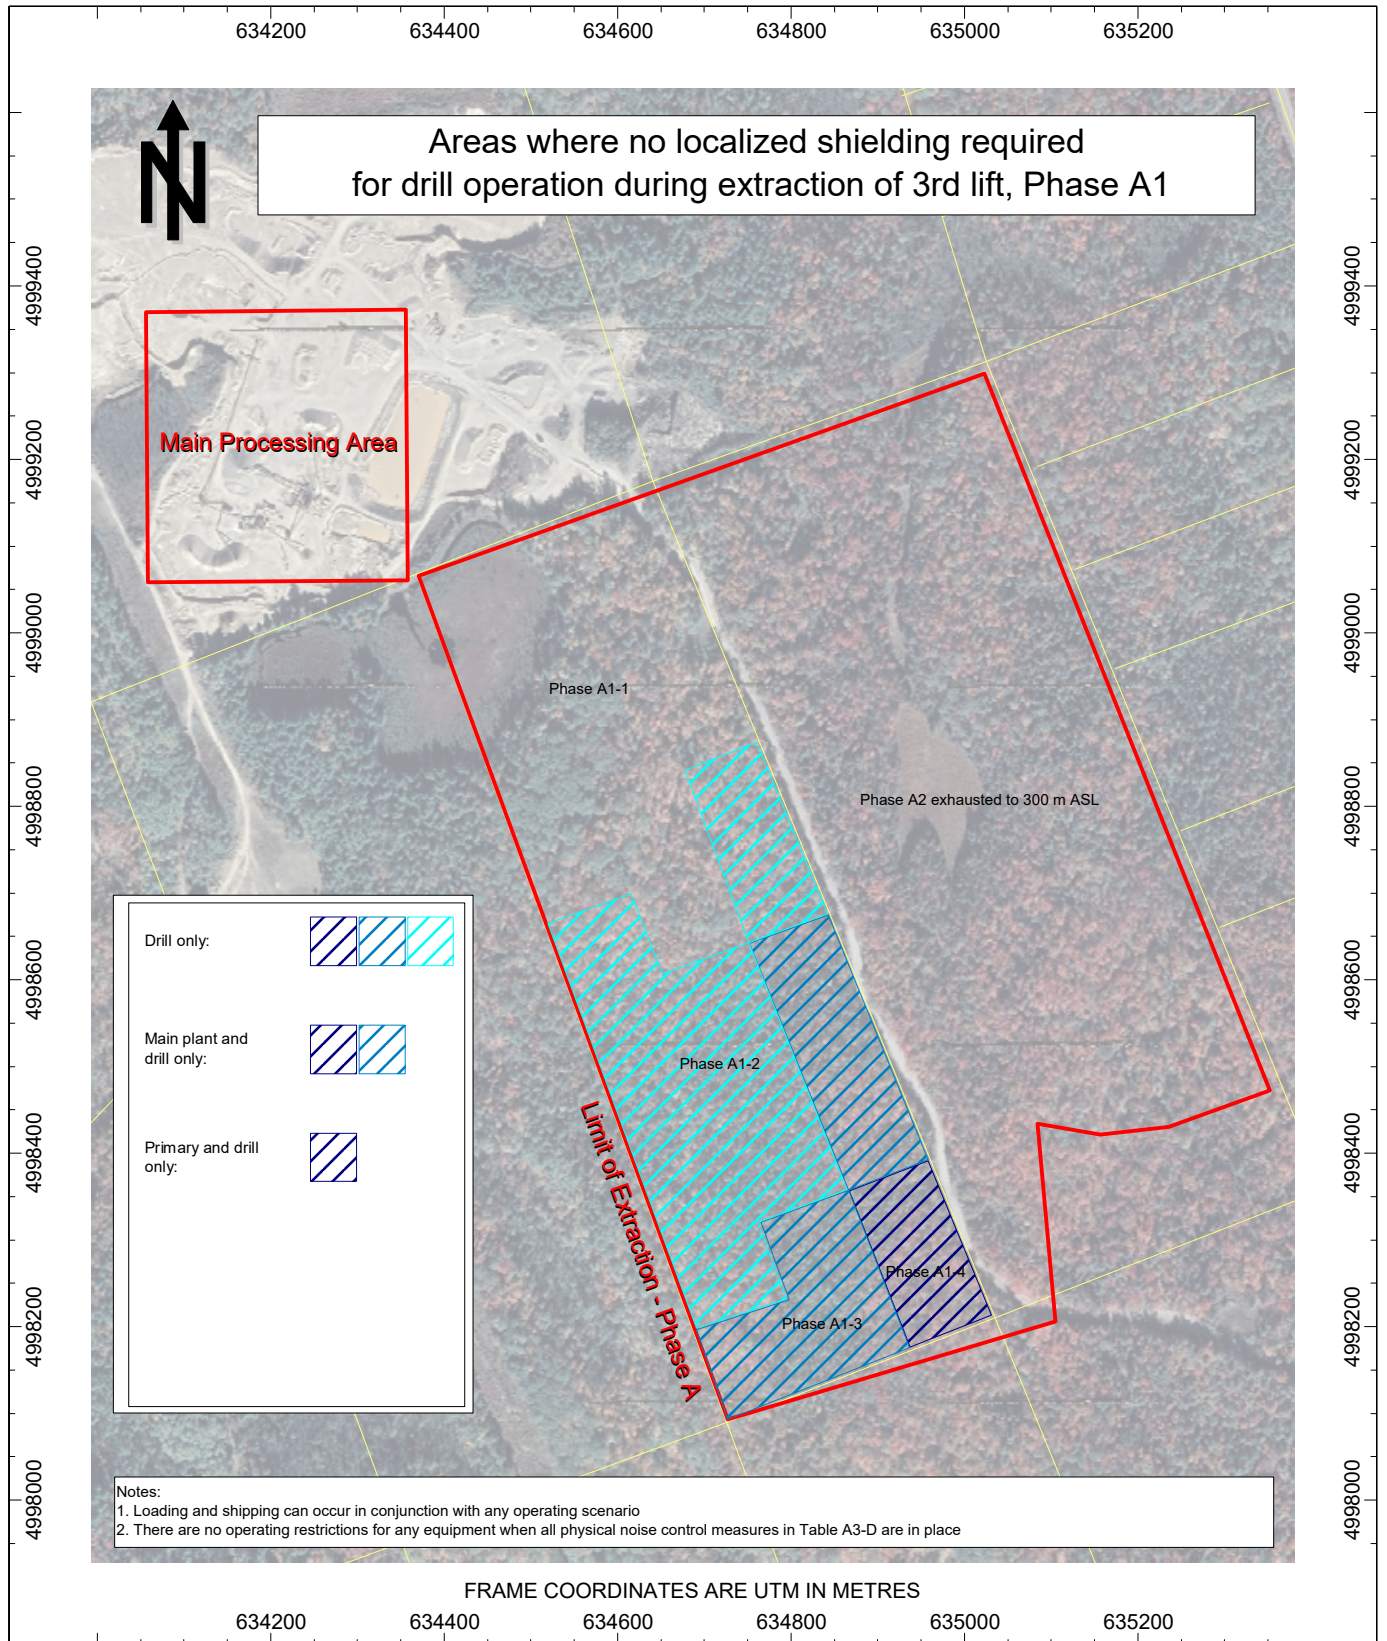 634200 634400 634600 634800 635000 635200
N
Areas where no localized shielding required
for drill operation during extraction of 3rd lift, Phase A1
4999400 4999400
Main Processing Area
4999200 4999200
4999000 4999000
Phase A1-1
Phase A2 exhausted to 300 m ASL
4998800 4998800
Drill only:
4998600 4998600
Main plant and
drill only:
Phase A1-2
Primary and drill
only:
4998400 4998400
Limit of Extraction - Phase A
Phase A1-4
Phase A1-3
4998200 4998200
4998000 4998000
Notes:
1. Loading and shipping can occur in conjunction with any operating scenario
2. There are no operating restrictions for any equipment when all physical noise control measures in Table A3-D are in place
FRAME COORDINATES ARE UTM IN METRES
634200 634400 634600 634800 635000 635200